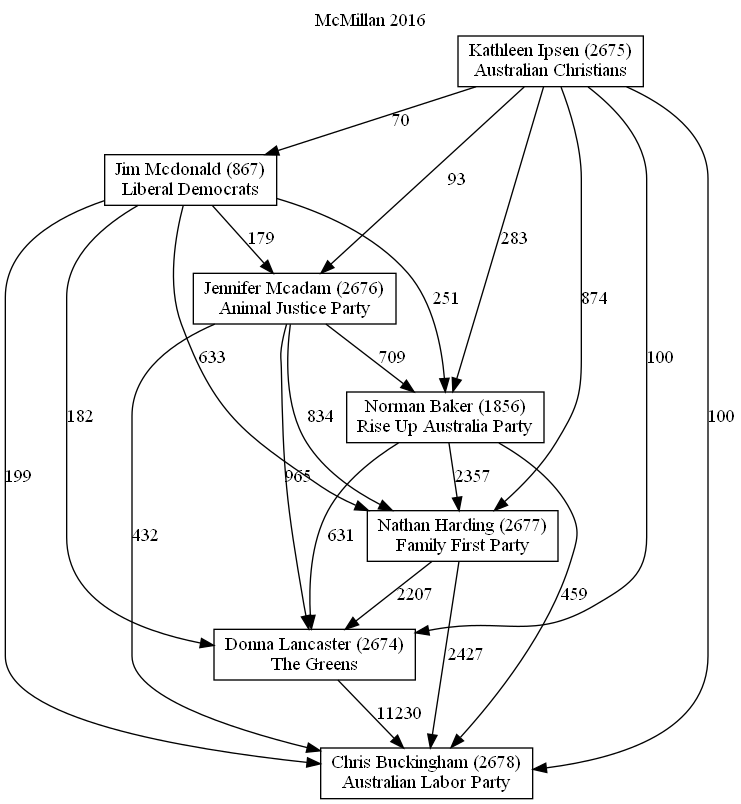 McMillan 2016
Kathleen Ipsen (2675)
Australian Christians
70
Jim Mcdonald (867)
Liberal Democrats
93
179
283
Jennifer Mcadam (2676)
Animal Justice Party
251
874
633
709
100
182
834
100
Norman Baker (1856)
Rise Up Australia Party
199
965
2357
432
631
Nathan Harding (2677)
Family First Party
2207
459
Donna Lancaster (2674)
The Greens
2427
11230
Chris Buckingham (2678)
Australian Labor Party